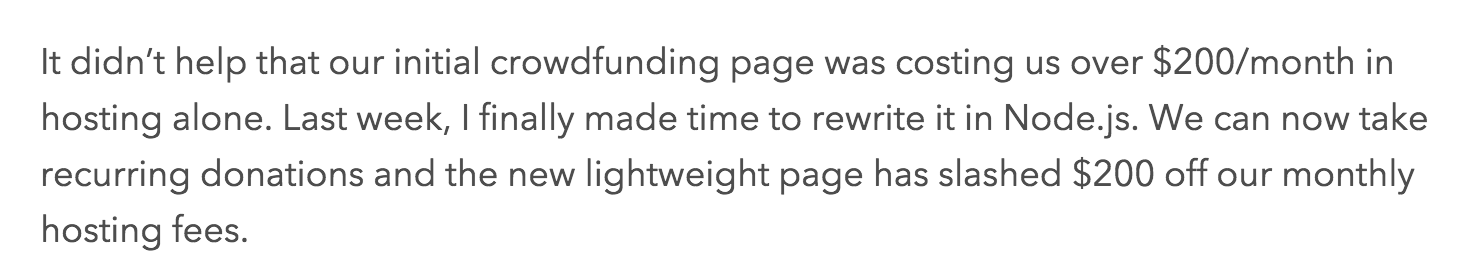 It didn’t help that our initial crowdfunding page was costing us over $200/month in
hosting alone. Last week, I finally made time to rewrite it in Node.js. We can now take
recurring donations and the new lightweight page has slashed $200 off our monthly
hosting fees.